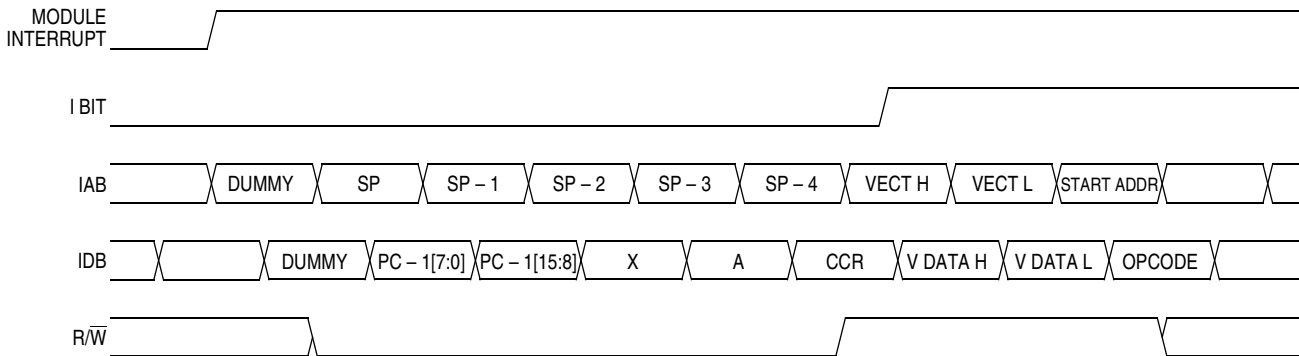 MODULE
INTERRUPT
I BIT
IAB DUMMY SP SP – 1 SP – 2 SP – 3 SP – 4 VECT H VECT L START ADDR
IDB DUMMY PC – 1[7:0] PC – 1[15:8] X A CCR V DATA H V DATA L OPCODE
R/W̅